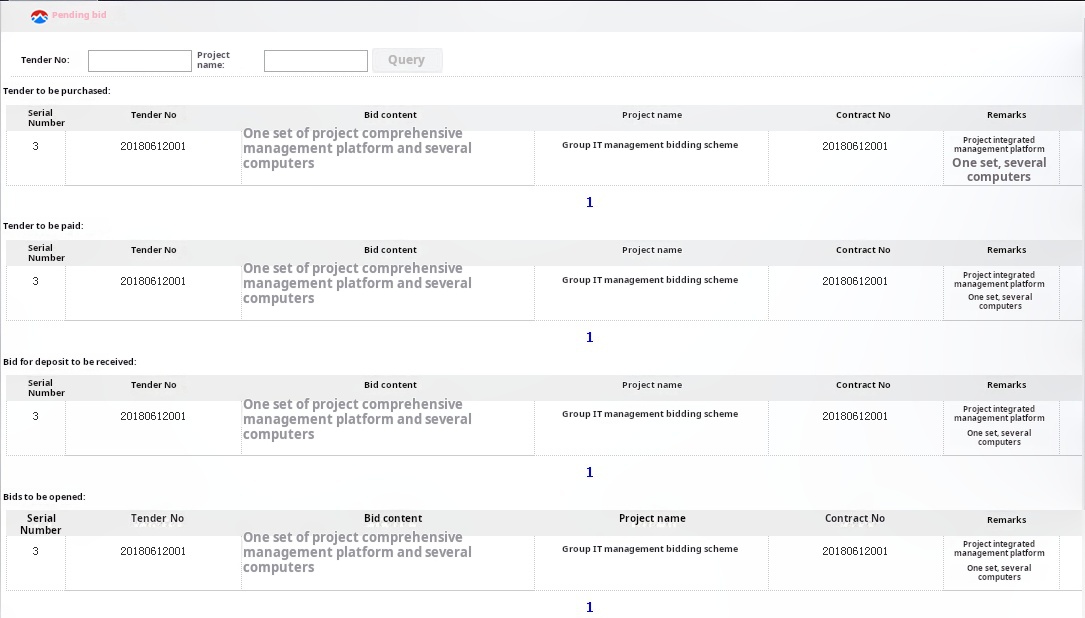 Pending bid
Tender No:
Project
name:
Query
Tender to be purchased:
Serial
Number
Tender No
Bid content
Project name
Contract No
Remarks
3
20180612001
One set of project comprehensive
management platform and several
computers
Group IT management bidding scheme
20180612001
Project integrated
management platform
One set, several
computers
1
Tender to be paid:
Serial
Number
Tender No
Bid content
Project name
Contract No
Remarks
3
20180612001
One set of project comprehensive
management platform and several
computers
Group IT management bidding scheme
20180612001
Project integrated
management platform
One set, several
computers
1
Bid for deposit to be received:
Serial
Number
Tender No
Bid content
Project name
Contract No
Remarks
3
20180612001
One set of project comprehensive
management platform and several
computers
Group IT management bidding scheme
20180612001
Project integrated
management platform
One set, several
computers
1
Bids to be opened:
Serial
Number
Tender No
Bid content
Project name
Contract No
Remarks
3
20180612001
One set of project comprehensive
management platform and several
computers
Group IT management bidding scheme
20180612001
Project integrated
management platform
One set, several
computers
1